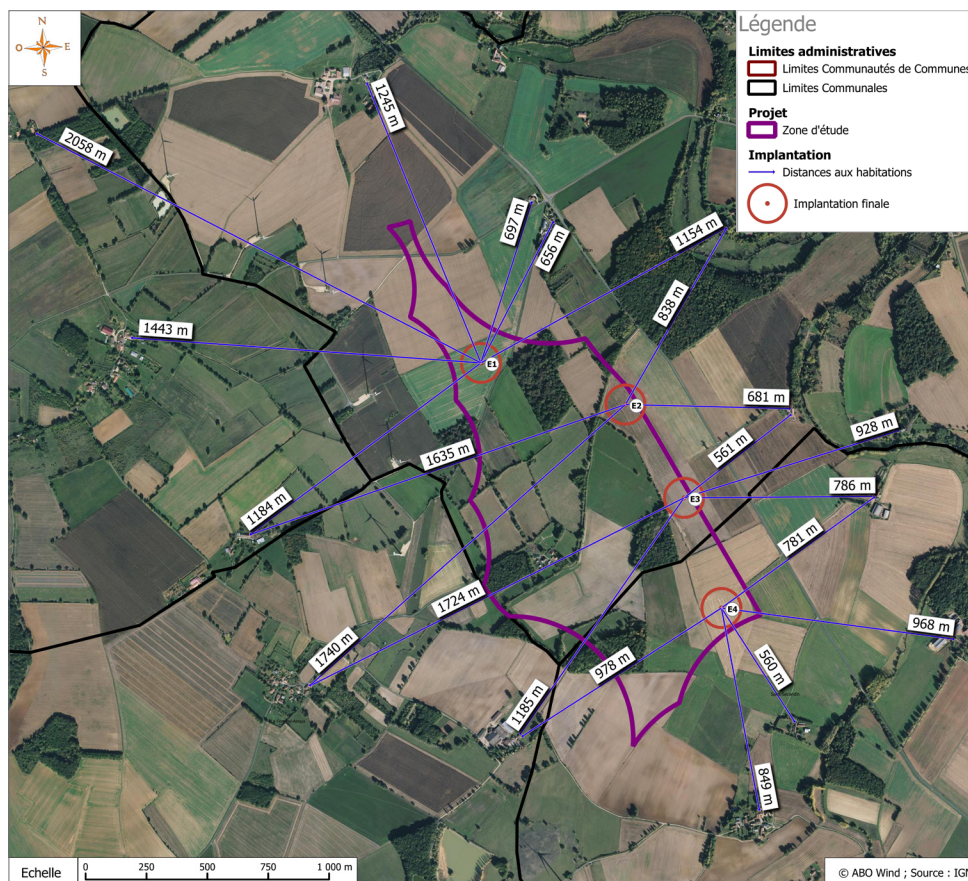 N
O
E
S
Légende
Limites administratives
Limites Communautés de Communes
Limites Communales
Projet
Zone d'étude
Implantation
Distances aux habitations
Implantation finale
2058 m
1245 m
697 m
656 m
1154 m
838 m
1443 m
E1
E2
681 m
928 m
561 m
1635 m
786 m
E3
1184 m
781 m
1724 m
E4
968 m
1740 m
978 m
560 m
1185 m
849 m
Echelle
0
250
500
750
1 000 m
© ABO Wind ; Source : IGN